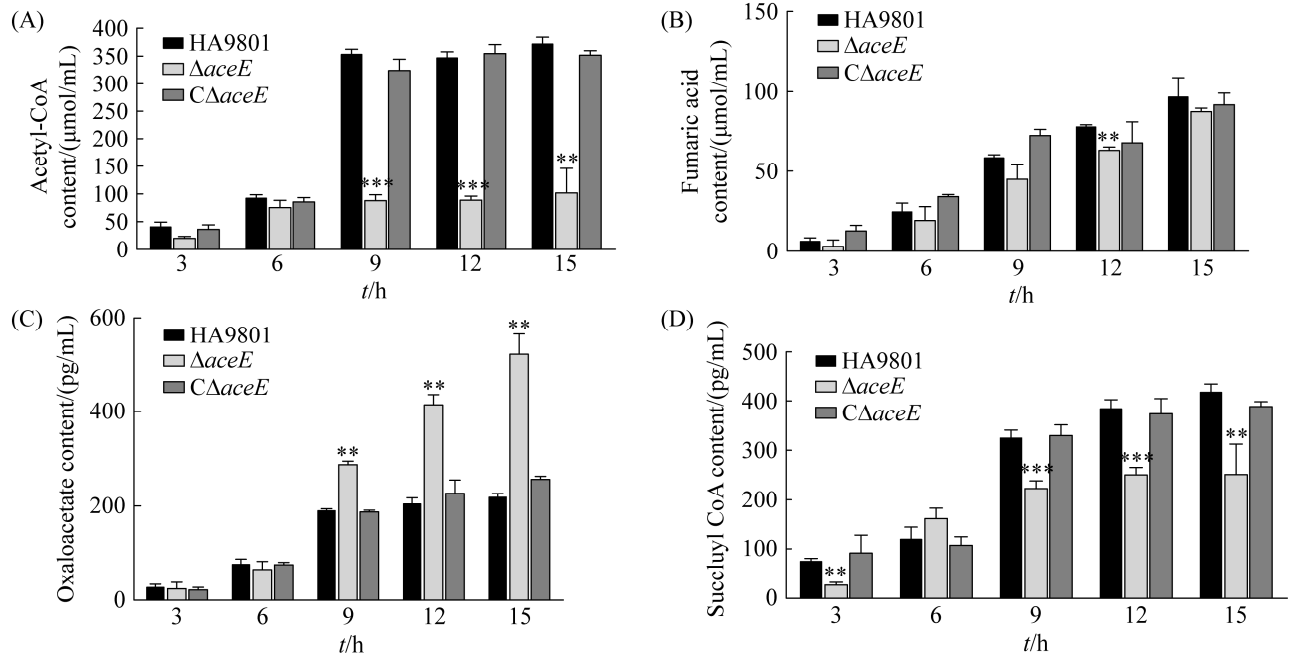 (A)
Acetyl-CoA
content/(μmol/mL)
400
350
300
250
200
150
100
50
0
HA9801
ΔaceE
CΔaceE
***
***
**
3 6 9 12 15
t/h
(B)
Fumaric acid
content/(μmol/mL)
150
100
50
0
HA9801
ΔaceE
CΔaceE
**
3 6 9 12 15
t/h
(C)
Oxaloacetate content/(pg/mL)
600
400
200
0
HA9801
ΔaceE
CΔaceE
**
**
**
3 6 9 12 15
t/h
(D)
Succluyl CoA content/(pg/mL)
500
400
300
200
100
0
HA9801
ΔaceE
CΔaceE
**
***
***
**
3 6 9 12 15
t/h